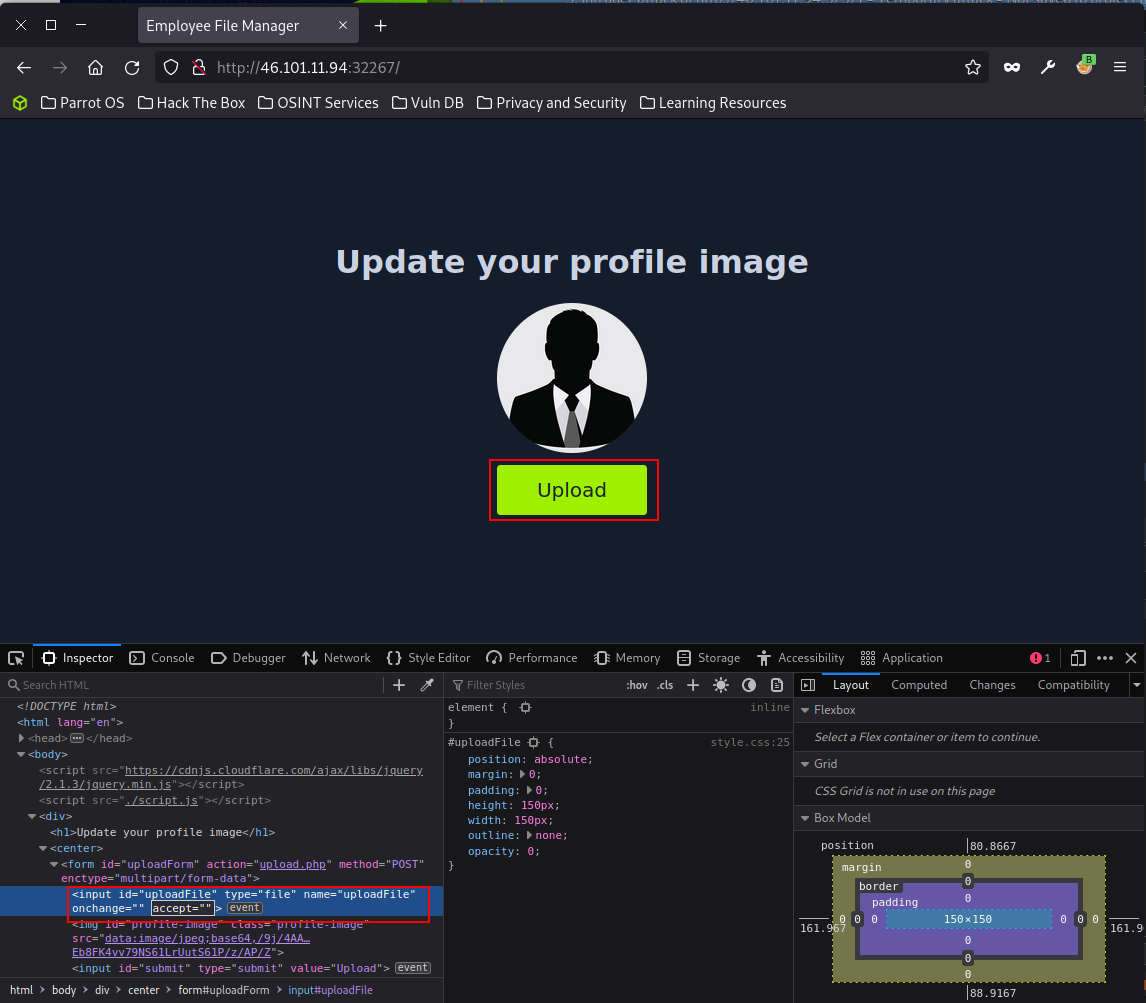 Employee File Manager
http://46.101.11.94:32267/
B
Parrot OS Hack The Box OSINT Services Vuln DB Privacy and Security Learning Resources
Update your profile image
Upload
Inspector Console Debugger Network Style Editor Performance Memory Storage Accessibility Application 1
Search HTML
<!DOCTYPE html>
<html lang="en">
<head> </head>
<body>
<script src="https://cdnjs.cloudflare.com/ajax/libs/jquery
/2.1.3/jquery.min.js"></script>
<script src="./script.js"></script>
<div>
<h1>Update your profile image</h1>
<center>
<form id="uploadForm" action="upload.php" method="POST"
enctype="multipart/form-data">
<input id="uploadFile" type="file" name="uploadFile"
onchange="" accept=""> event
<img id="profile-image" class="profile-image"
src="data:image/jpeg;base64,/9j/4AA…
Eb8FK4vv79NS61LrUutS61P/z/AP/Z">
<input id="submit" type="submit" value="Upload"> event
html body div center form#uploadForm input#uploadFile
Filter Styles :hov .cls
element { inline
}
#uploadFile { style.css:25
position: absolute;
margin: 0;
padding: 0;
height: 150px;
width: 150px;
outline: none;
opacity: 0;
}
Layout Computed Changes Compatibility
Flexbox
Select a Flex container or item to continue.
Grid
CSS Grid is not in use on this page
Box Model
position 80.8667
margin 0
border 0
padding 0
161.967 0 0 0 150×150 0 0 0 161.9
0
0
0
88.9167